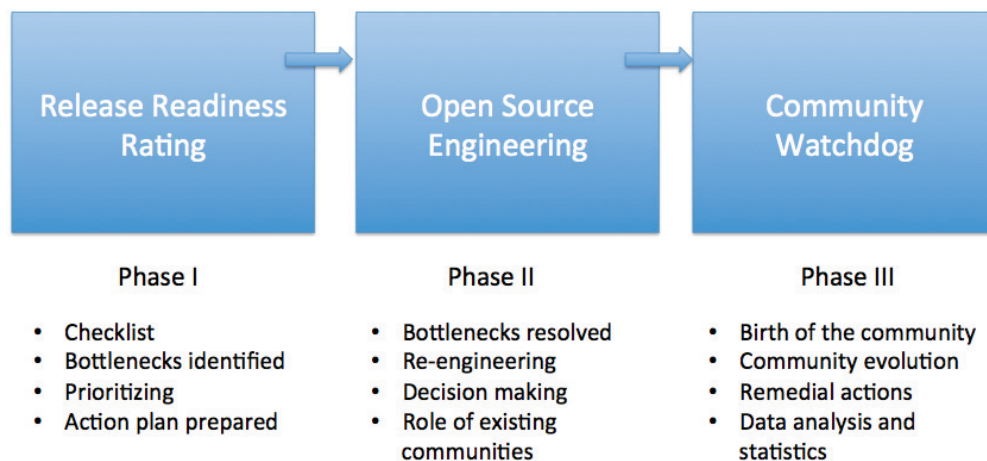 Release Readiness
Rating
Open Source
Engineering
Community
Watchdog
Phase I
• Checklist
• Bottlenecks identified
• Prioritizing
• Action plan prepared
Phase II
• Bottlenecks resolved
• Re-engineering
• Decision making
• Role of existing
communities
Phase III
• Birth of the community
• Community evolution
• Remedial actions
• Data analysis and
statistics